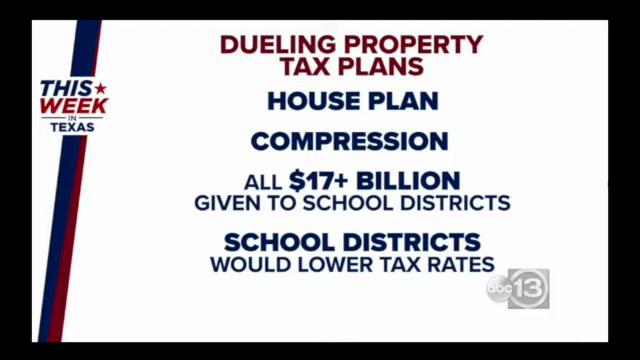 THIS
WEEK
IN
TEXAS
DUELING PROPERTY
TAX PLANS
HOUSE PLAN
COMPRESSION
ALL $17+ BILLION
GIVEN TO SCHOOL DISTRICTS
SCHOOL DISTRICTS
WOULD LOWER TAX RATES
abc 13